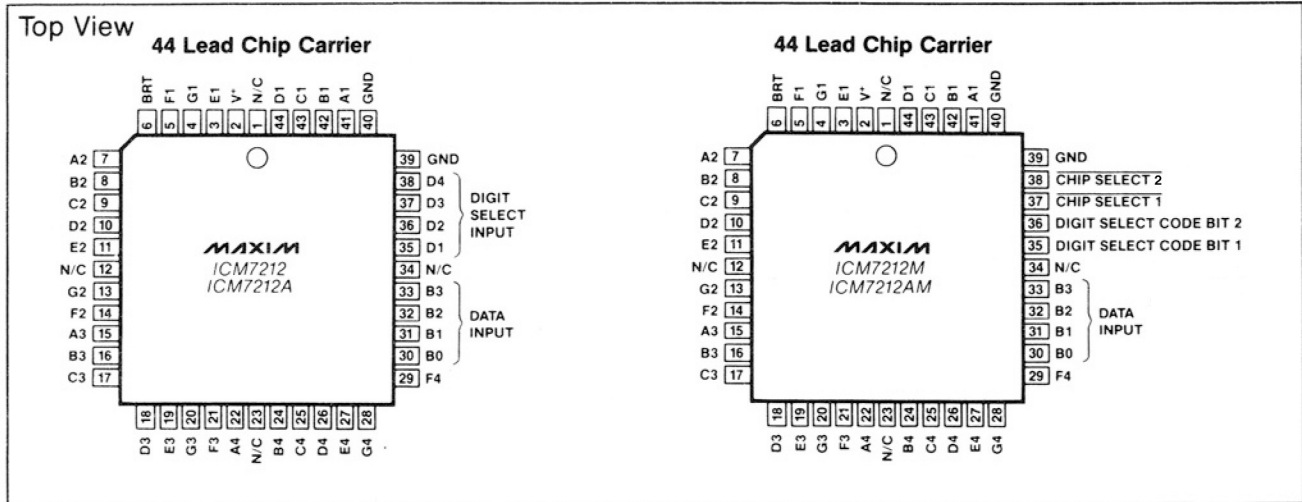 Top View
44 Lead Chip Carrier
BRT F1 G1 E1 V+ N/C D1 C1 B1 A1 GND
6 5 4 3 2 1 44 43 42 41 40
A2 7
B2 8
C2 9
D2 10
E2 11
N/C 12
G2 13
F2 14
A3 15
B3 16
C3 17
MAXIM
ICM7212
ICM7212A
39 GND
38 D4
37 D3
36 D2
35 D1
DIGIT
SELECT
INPUT
34 N/C
33 B3
32 B2
31 B1
30 B0
DATA
INPUT
29 F4
18 19 20 21 22 23 24 25 26 27 28
D3 E3 G3 F3 A4 N/C B4 C4 D4 E4 G4
44 Lead Chip Carrier
BRT F1 G1 E1 V+ N/C D1 C1 B1 A1 GND
6 5 4 3 2 1 44 43 42 41 40
A2 7
B2 8
C2 9
D2 10
E2 11
N/C 12
G2 13
F2 14
A3 15
B3 16
C3 17
MAXIM
ICM7212M
ICM7212AM
39 GND
38 CHIP SELECT 2
37 CHIP SELECT 1
36 DIGIT SELECT CODE BIT 2
35 DIGIT SELECT CODE BIT 1
34 N/C
33 B3
32 B2
31 B1
30 B0
DATA
INPUT
29 F4
18 19 20 21 22 23 24 25 26 27 28
D3 E3 G3 F3 A4 N/C B4 C4 D4 E4 G4